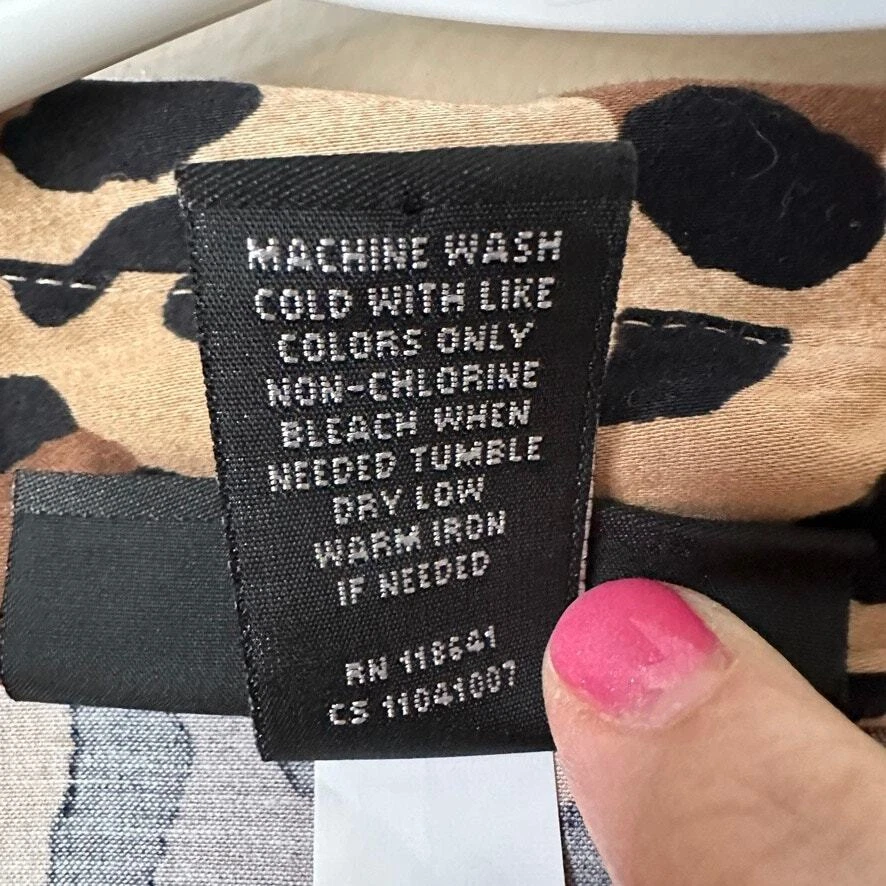 MACHINE WASH
COLD WITH LIKE
COLORS ONLY
NON-CHLORINE
BLEACH WHEN
NEEDED TUMBLE
DRY LOW
WARM IRON
IF NEEDED
RN 118641
CS 11041007